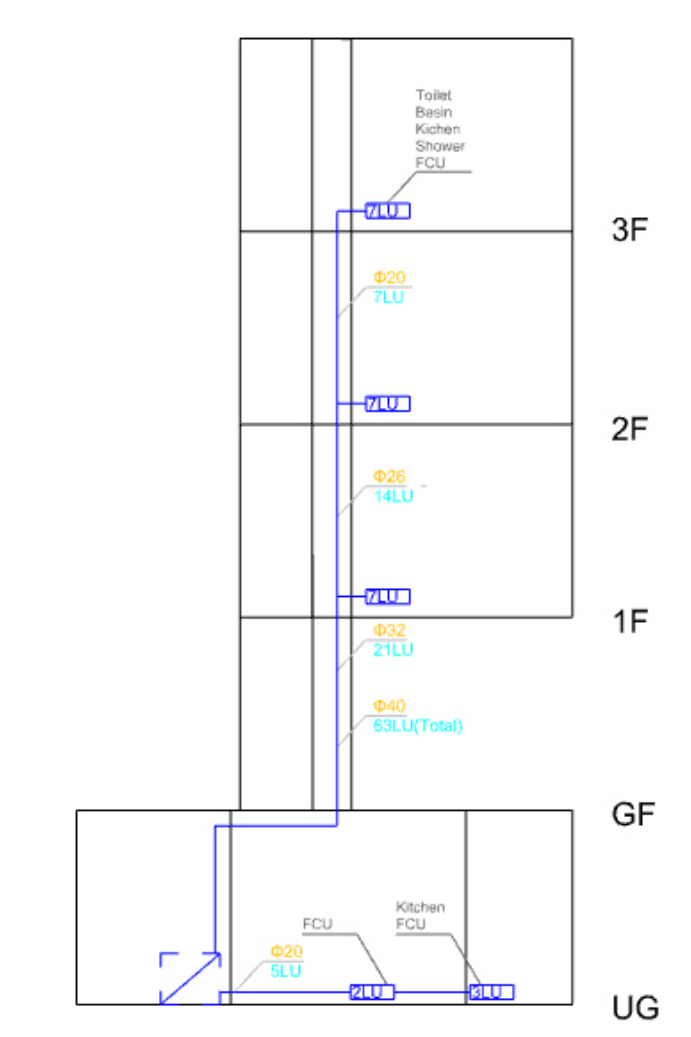 Toilet
Basin
Kichen
Shower
FCU
7LU
3F
Φ20
7LU
7LU
2F
Φ26
14LU
7LU
1F
Φ32
21LU
Φ40
63LU(Total)
GF
Kitchen
FCU
FCU
Φ20
5LU
2LU
3LU
UG